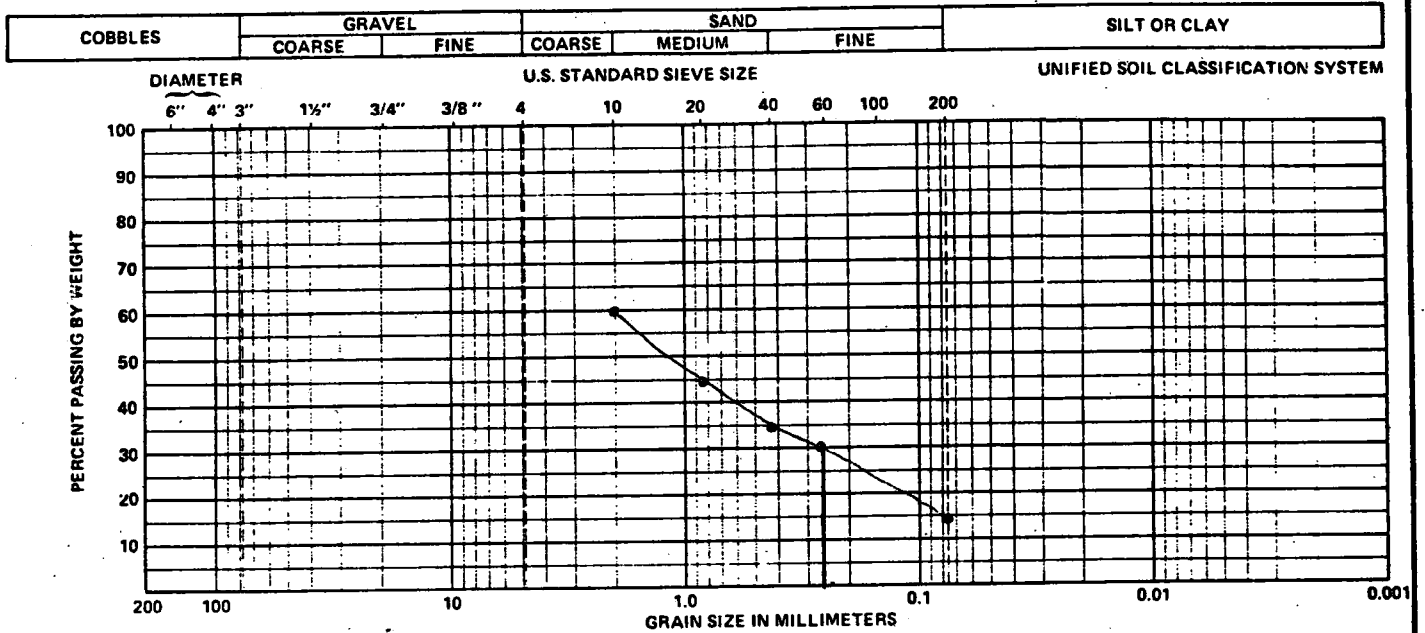 COBBLES GRAVEL SAND SILT OR CLAY
COARSE FINE COARSE MEDIUM FINE
DIAMETER U.S. STANDARD SIEVE SIZE UNIFIED SOIL CLASSIFICATION SYSTEM
6" 4" 3" 1½" 3/4" 3/8" 4 10 20 40 60 100 200
100
90
80
70
60
50
40
30
20
10
PERCENT PASSING BY WEIGHT
200 100 10 1.0 0.1 0.01 0.001
GRAIN SIZE IN MILLIMETERS